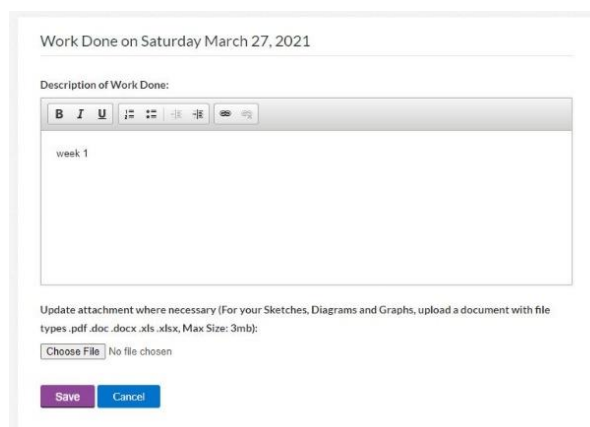 Work Done on Saturday March 27, 2021
Description of Work Done:
B I U
week 1
Update attachment where necessary (For your Sketches, Diagrams and Graphs, upload a document with file
types .pdf .doc .docx .xls .xlsx, Max Size: 3mb):
Choose File No file chosen
Save Cancel